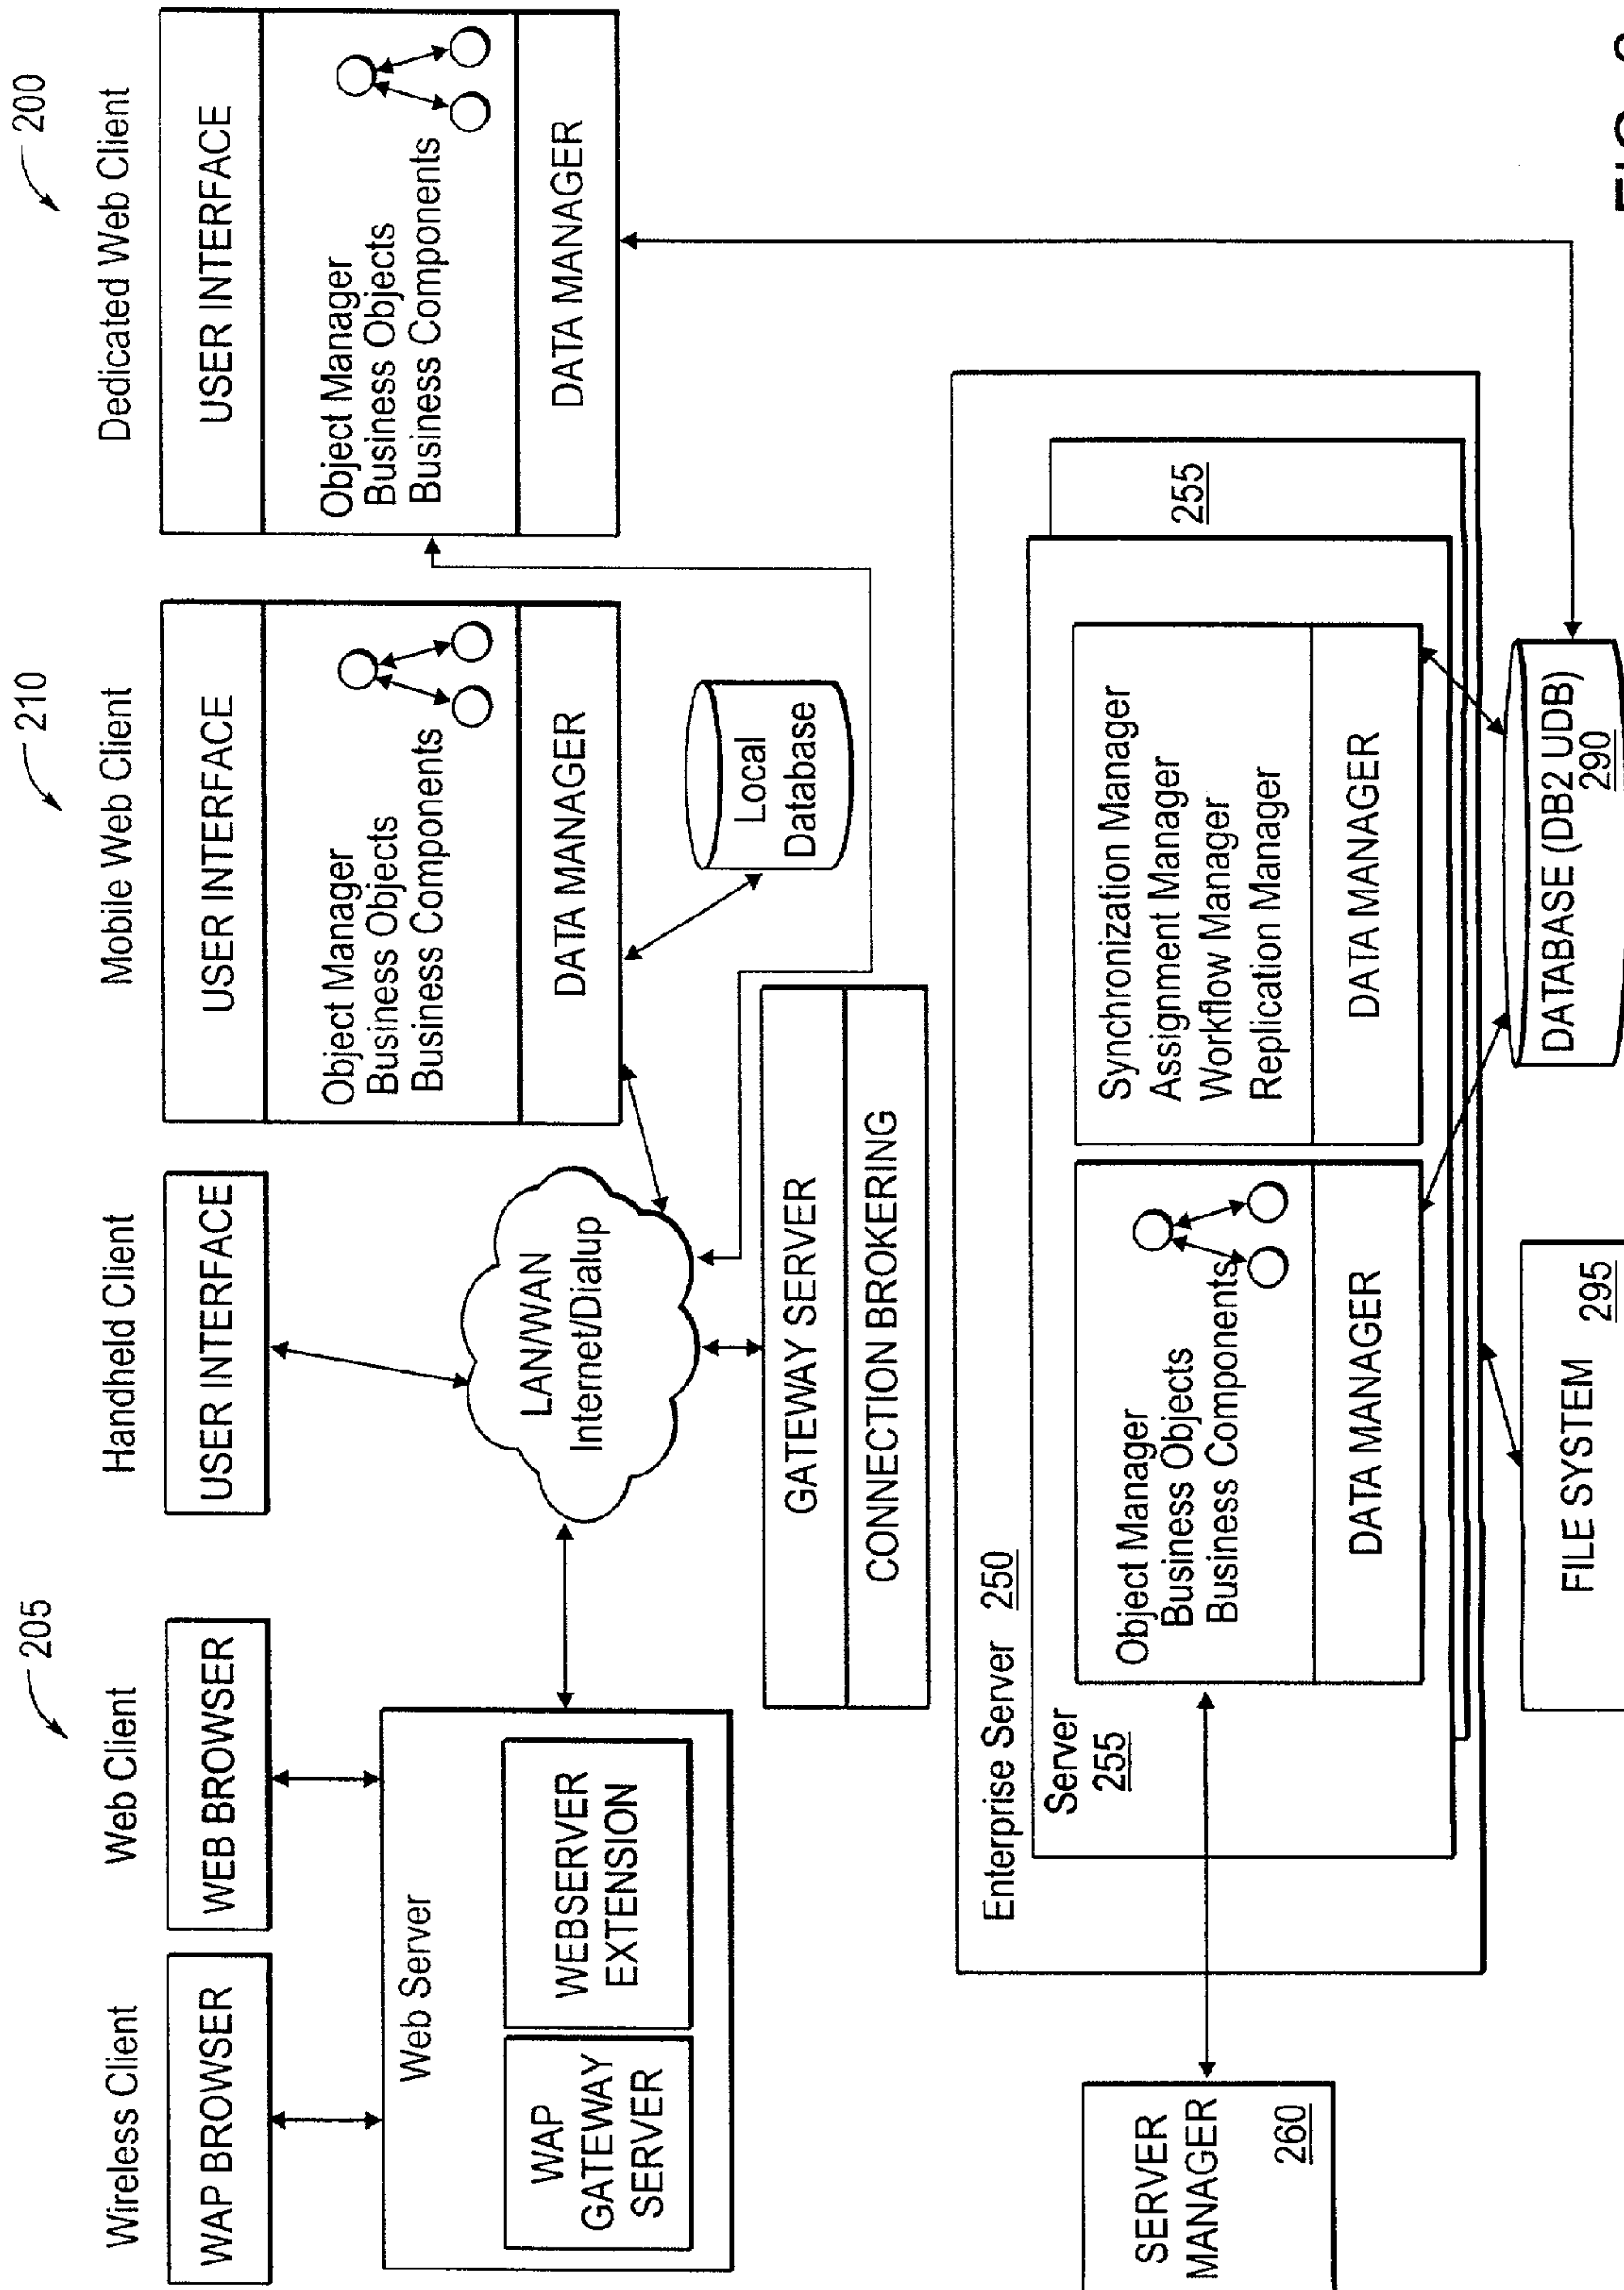 200
210
205
Wireless Client
Web Client
Handheld Client
Mobile Web Client
Dedicated Web Client
WAP BROWSER
WEB BROWSER
USER INTERFACE
USER INTERFACE
Object Manager
Business Objects
Business Components
DATA MANAGER
USER INTERFACE
Object Manager
Business Objects
Business Components
DATA MANAGER
Web Server
WAP
GATEWAY
SERVER
WEBSERVER
EXTENSION
LAN/WAN
Internet/Dialup
Local
Database
GATEWAY SERVER
CONNECTION BROKERING
Enterprise Server 250
Server
255
255
Object Manager
Business Objects
Business Components
DATA MANAGER
Synchronization Manager
Assignment Manager
Workflow Manager
Replication Manager
DATA MANAGER
SERVER
MANAGER
260
FILE SYSTEM
295
DATABASE (DB2 UDB)
290